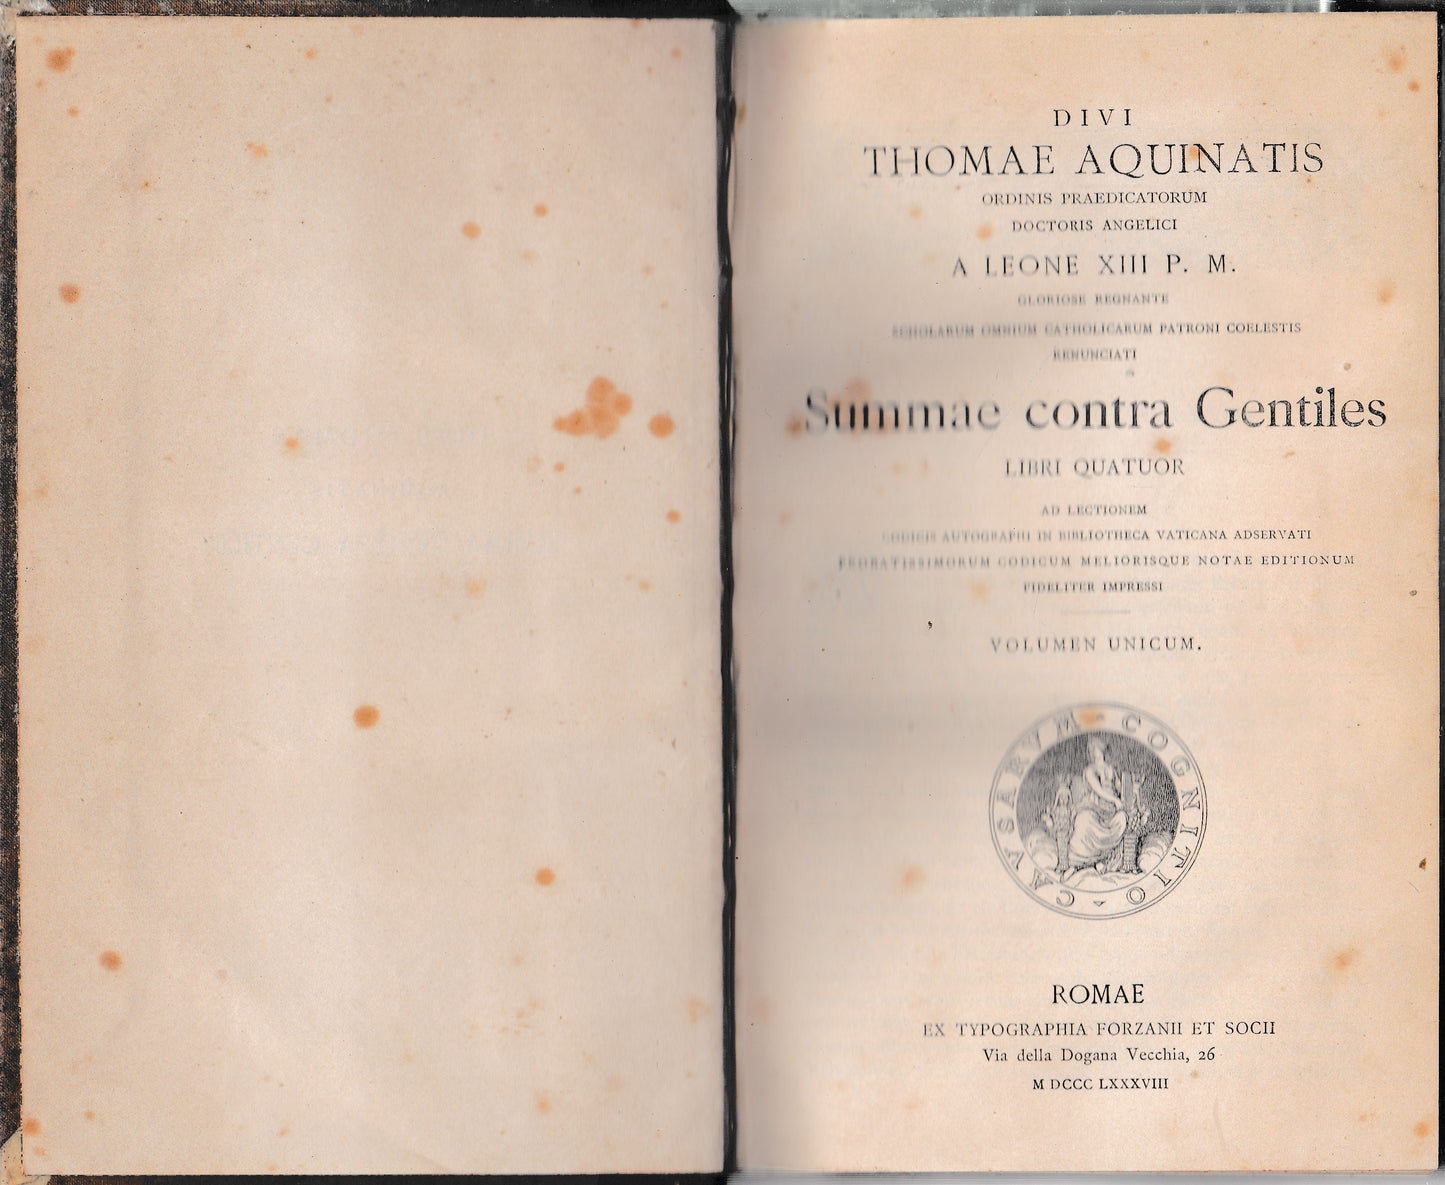 DIVI
THOMAE AQUINATIS
ORDINIS PRAEDICATORUM
DOCTORIS ANGELICI
A LEONE XIII P. M.
GLORIOSE REGNANTE
SCHOLARUM OMNIUM CATHOLICARUM PATRONI COELESTIS
RENUNCIATI
Summae contra Gentiles
LIBRI QUATUOR
AD LECTIONEM
CODICIS AUTOGRAPHI IN BIBLIOTHECA VATICANA ADSERVATI
PROBATISSIMORUM CODICUM MELIORISQUE NOTAE EDITIONUM
FIDELITER IMPRESSI
VOLUMEN UNICUM.
CAVSARVM - COGNITIO
ROMAE
EX TYPOGRAPHIA FORZANII ET SOCII
Via della Dogana Vecchia, 26
M DCCC LXXXVIII